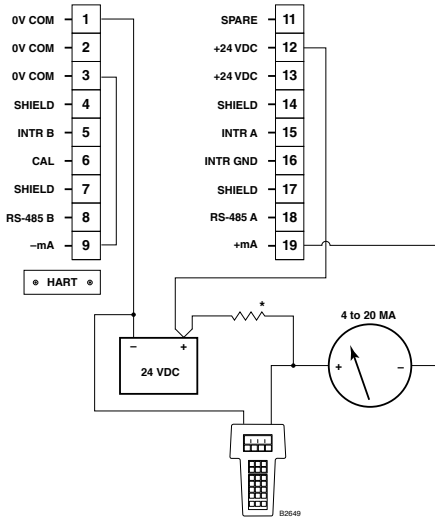 0V COM 1
0V COM 2
0V COM 3
SHIELD 4
INTR B 5
CAL 6
SHIELD 7
RS-485 B 8
–mA 9
HART
SPARE 11
+24 VDC 12
+24 VDC 13
SHIELD 14
INTR A 15
INTR GND 16
SHIELD 17
RS-485 A 18
+mA 19
*
4 to 20 MA
– +
24 VDC
+ –
B2649